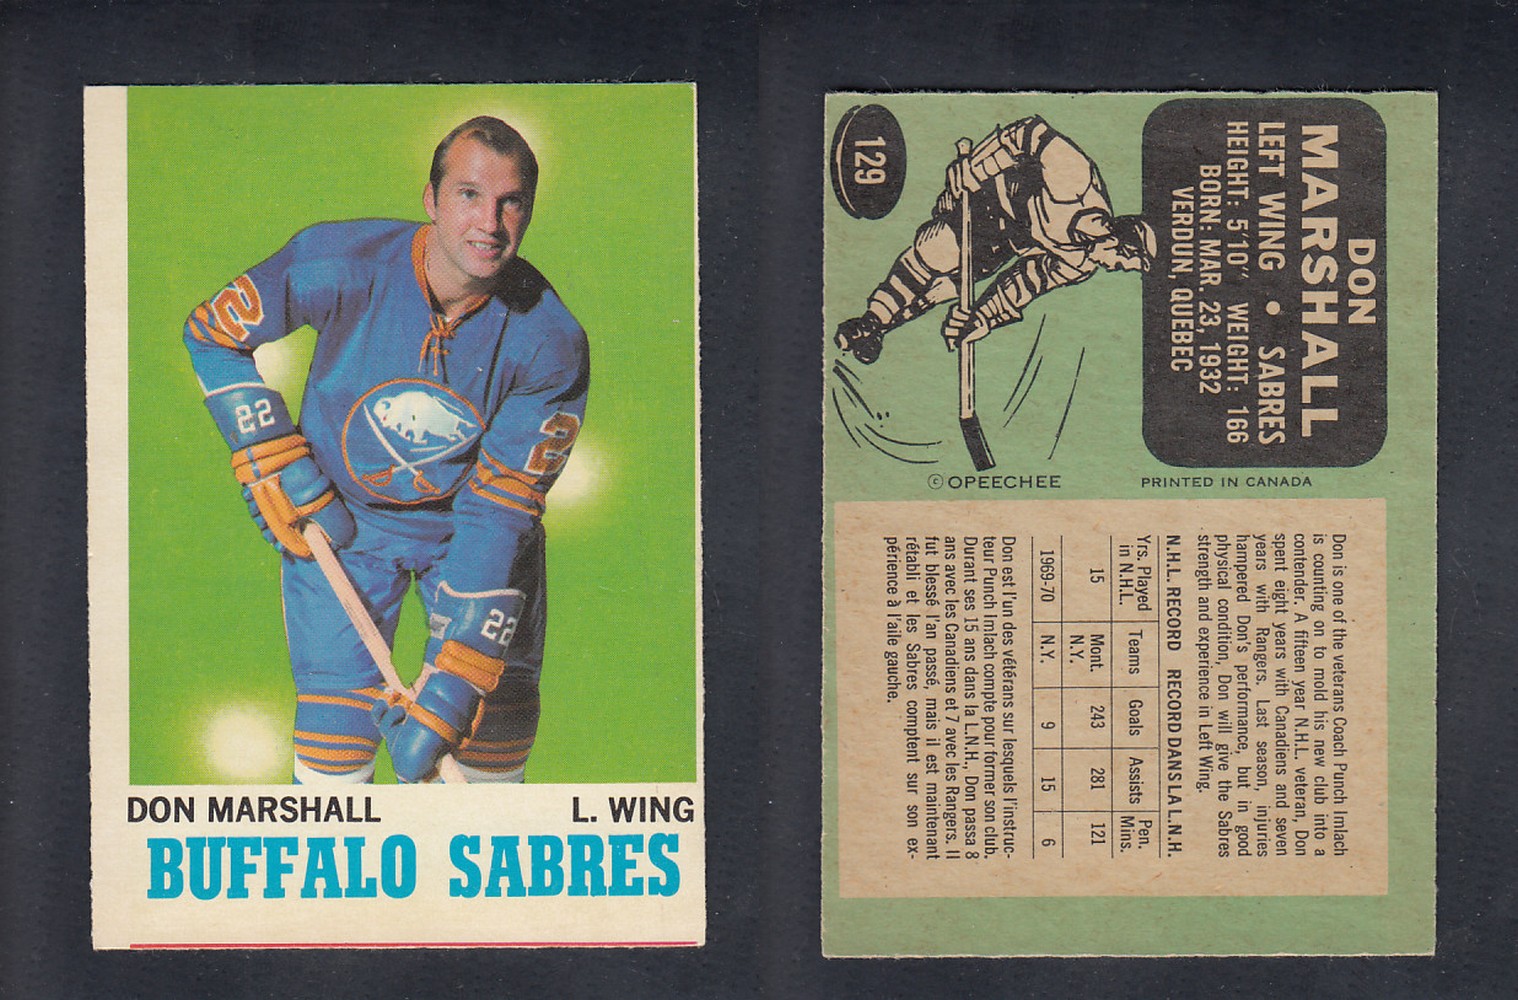 2
22
2
22
DON MARSHALL L. WING
BUFFALO SABRES
129
DON
MARSHALL
LEFT WING • SABRES
HEIGHT: 5'10" WEIGHT: 166
BORN: MAR. 23, 1932
VERDUN, QUEBEC
© OPEECHEE PRINTED IN CANADA
Don is one of the veterans Coach Punch Imlach
is counting on to mold his new club into a
contender. A fifteen year N.H.L. veteran, Don
spent eight years with Canadiens and seven
years with Rangers. Last season, injuries
hampered Don's performance, but in good
physical condition, Don will give the Sabres
strength and experience in Left Wing.
N.H.L. RECORD RECORD DANS LA L.N.H.
Yrs. Played in N.H.L. Teams Goals Assists Pen. Mins.
15 Mont. N.Y. 243 281 121
1969-70 N.Y. 9 15 6
Don est l'un des vétérans sur lesquels l'instruc-
teur Punch Imlach compte pour former son club.
Durant ses 15 ans dans la L.N.H., Don passa 8
ans avec les Canadiens et 7 avec les Rangers. Il
fut blessé l'an passé, mais il est maintenant
rétabli et les Sabres comptent sur son ex-
périence à l'aile gauche.